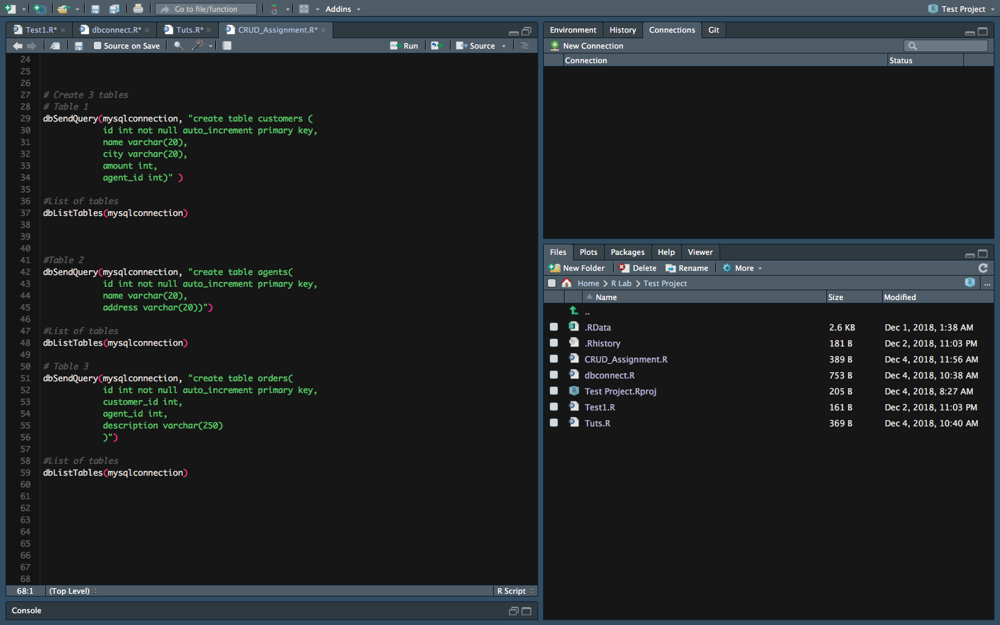 Go to file/function
Addins
Test Project
Test1.R*
dbconnect.R*
Tuts.R*
CRUD_Assignment.R*
Source on Save
Run
Source
24
25
26
27 # Create 3 tables
28 # Table 1
29 dbSendQuery(mysqlconnection, "create table customers (
30 id int not null auto_increment primary key,
31 name varchar(20),
32 city varchar(20),
33 amount int,
34 agent_id int)" )
35
36 #List of tables
37 dbListTables(mysqlconnection)
38
39
40
41 #Table 2
42 dbSendQuery(mysqlconnection, "create table agents(
43 id int not null auto_increment primary key,
44 name varchar(20),
45 address varchar(20))")
46
47 #List of tables
48 dbListTables(mysqlconnection)
49
50 # Table 3
51 dbSendQuery(mysqlconnection, "create table orders(
52 id int not null auto_increment primary key,
53 customer_id int,
54 agent_id int,
55 description varchar(250)
56 )")
57
58 #List of tables
59 dbListTables(mysqlconnection)
60
61
62
63
64
65
66
67
68
68:1 (Top Level) R Script
Console
Environment History Connections Git
New Connection
Connection Status
Files Plots Packages Help Viewer
New Folder Delete Rename More
Home R Lab Test Project ...
Name Size Modified
..
.RData 2.6 KB Dec 1, 2018, 1:38 AM
.Rhistory 181 B Dec 2, 2018, 11:03 PM
CRUD_Assignment.R 389 B Dec 4, 2018, 11:56 AM
dbconnect.R 753 B Dec 4, 2018, 10:38 AM
Test Project.Rproj 205 B Dec 4, 2018, 8:27 AM
Test1.R 161 B Dec 2, 2018, 11:03 PM
Tuts.R 369 B Dec 4, 2018, 10:40 AM